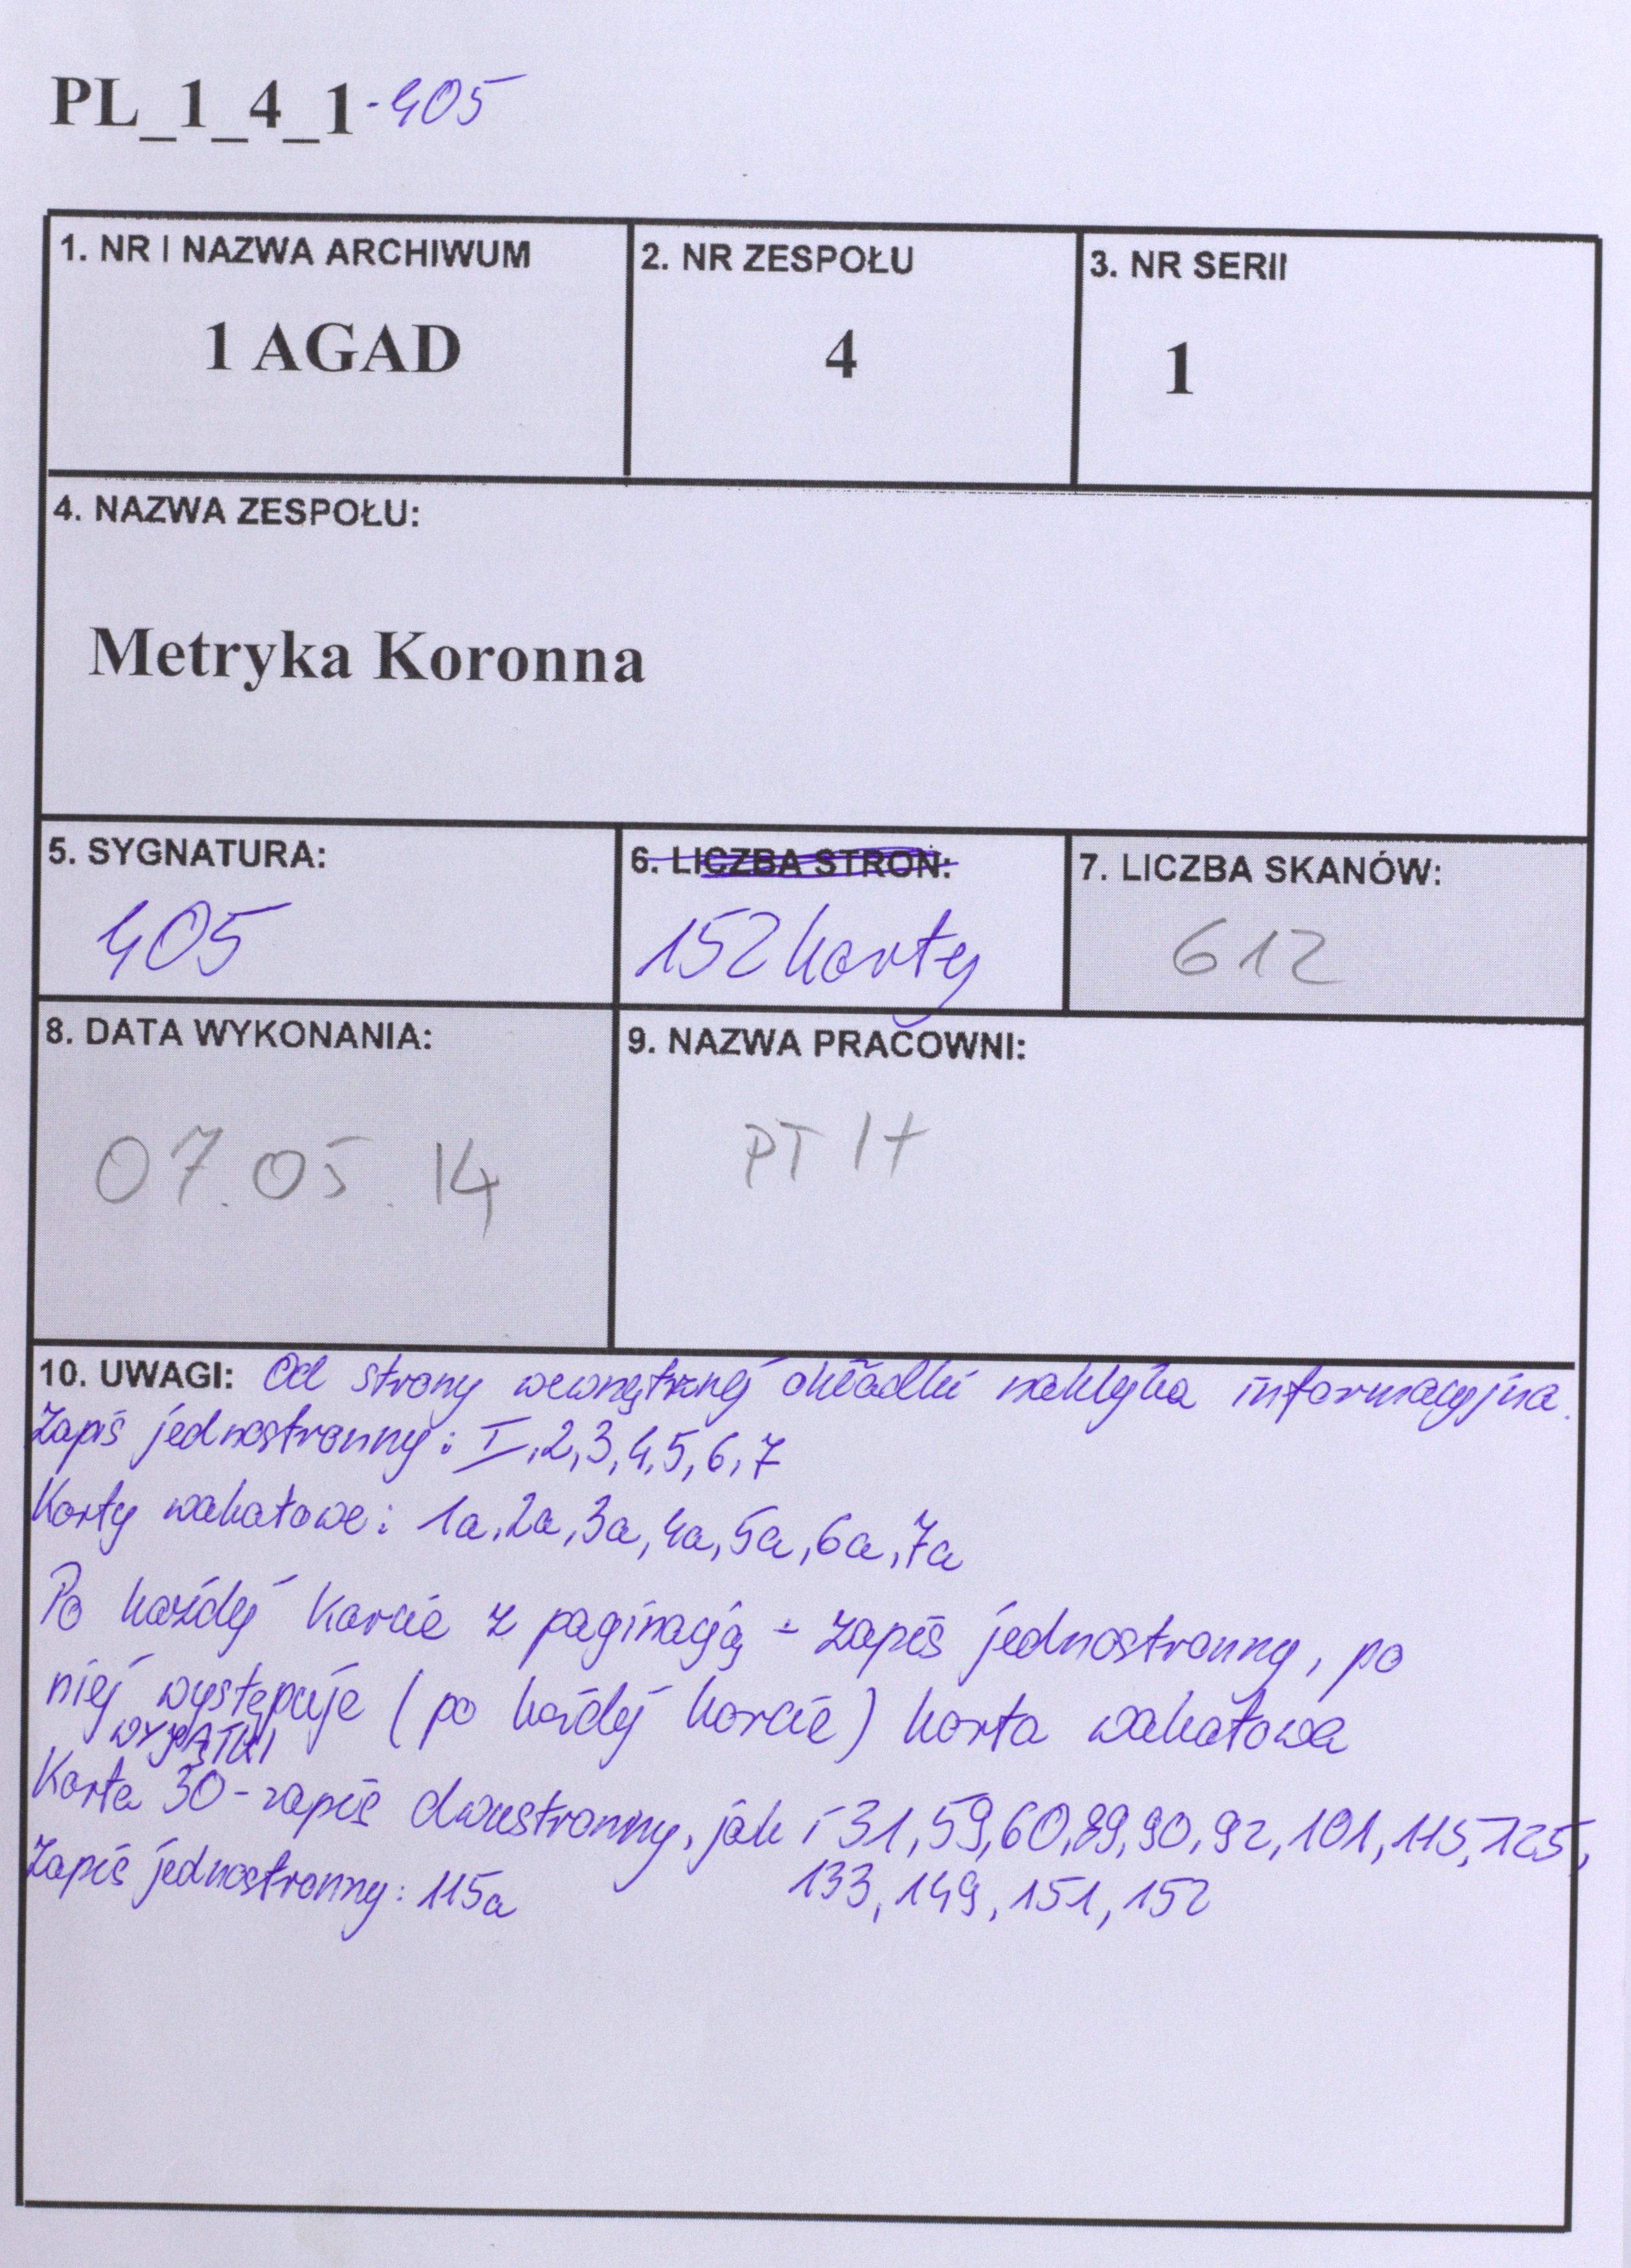 PL_1_4_1-405
1. NR I NAZWA ARCHIWUM
1 AGAD
2. NR ZESPOŁU
4
3. NR SERII
1
4. NAZWA ZESPOŁU:
Metryka Koronna
5. SYGNATURA:
405
6. LICZBA STRON:
152 karty
7. LICZBA SKANÓW:
612
8. DATA WYKONANIA:
07.05.14
9. NAZWA PRACOWNI:
PT
10. UWAGI: Od strony wewnętrznej okładki naklejka informacyjna.
Zapis jednostronny: I, 2, 3, 4, 5, 6, 7
Karty wakatowe: 1a, 2a, 3a, 4a, 5a, 6a, 7a
Po każdej karcie z paginacją - zapis jednostronny, po
niej występuje (po każdej karcie) karta wakatowa
WYJĄTKI
Karta 30 - zapis dwustronny, jak i 31, 59, 60, 89, 90, 92, 101, 115, 125,
133, 149, 151, 152
Zapis jednostronny: 115a